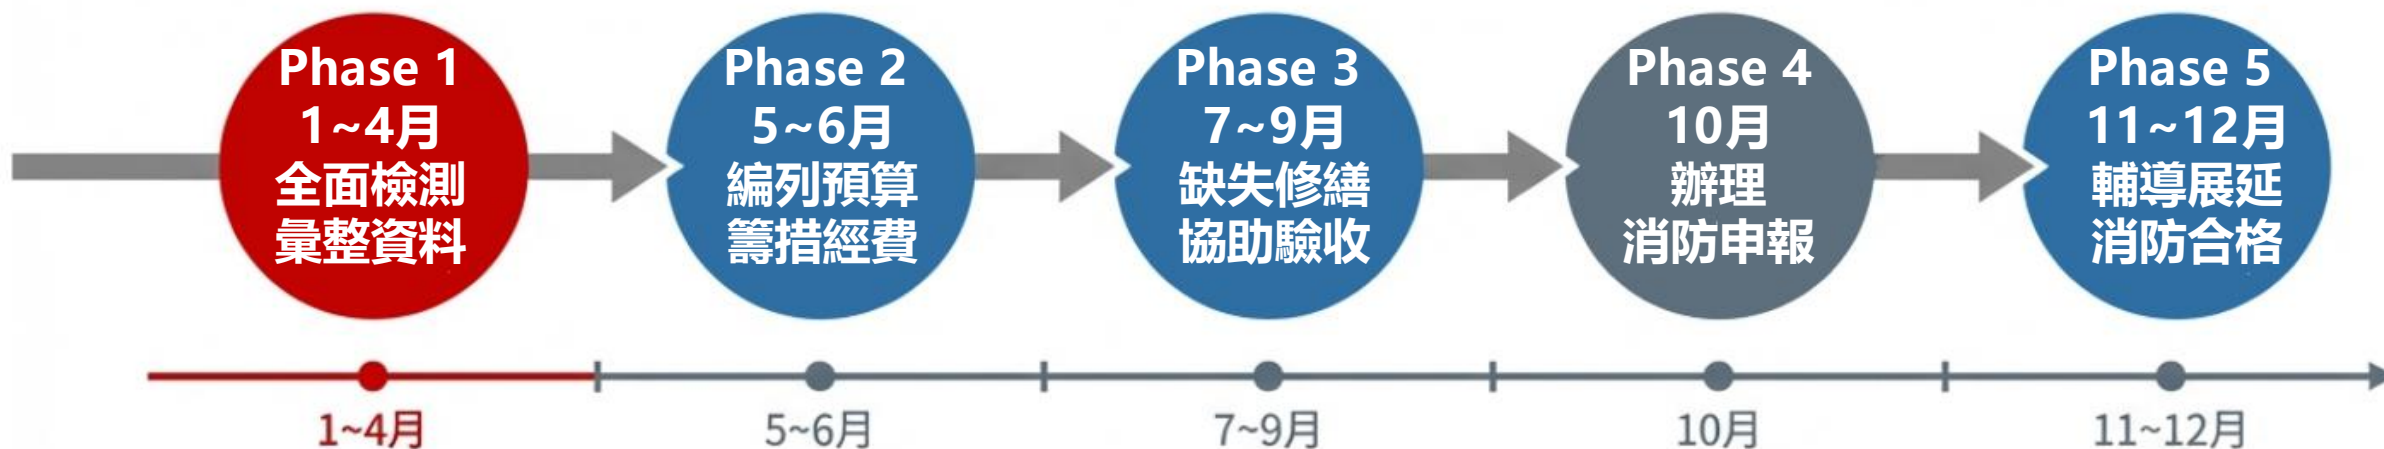 Phase 1
1~4月
全面檢測
彙整資料
Phase 2
5~6月
編列預算
籌措經費
Phase 3
7~9月
缺失修繕
協助驗收
Phase 4
10月
辦理
消防申報
Phase 5
11~12月
輔導展延
消防合格
1~4月
5~6月
7~9月
10月
11~12月